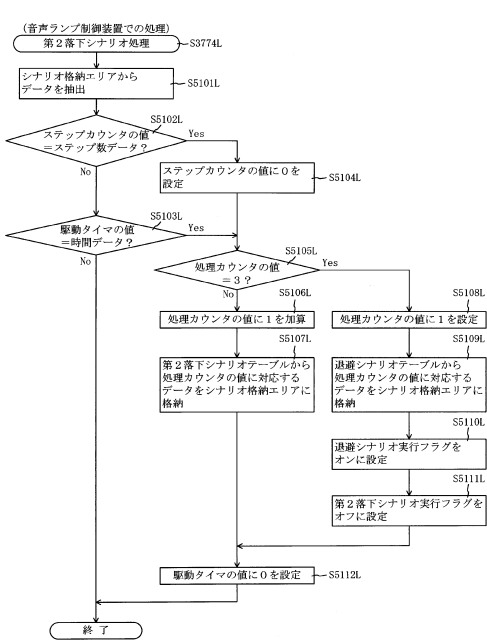 (音声ランプ制御装置での処理)
第2落下シナリオ処理
S3774L
シナリオ格納エリアから
データを抽出
S5101L
S5102L
ステップカウンタの値
=ステップ数データ?
Yes
No
ステップカウンタの値に0を
設定
S5104L
S5103L
駆動タイマの値
=時間データ?
Yes
No
S5105L
処理カウンタの値
=3?
Yes
No
S5106L
処理カウンタの値に1を加算
S5108L
処理カウンタの値に1を設定
S5107L
第2落下シナリオテーブルから
処理カウンタの値に対応する
データをシナリオ格納エリアに
格納
S5109L
退避シナリオテーブルから
処理カウンタの値に対応する
データをシナリオ格納エリアに
格納
S5110L
退避シナリオ実行フラグを
オンに設定
S5111L
第2落下シナリオ実行フラグを
オフに設定
駆動タイマの値に0を設定
S5112L
終了